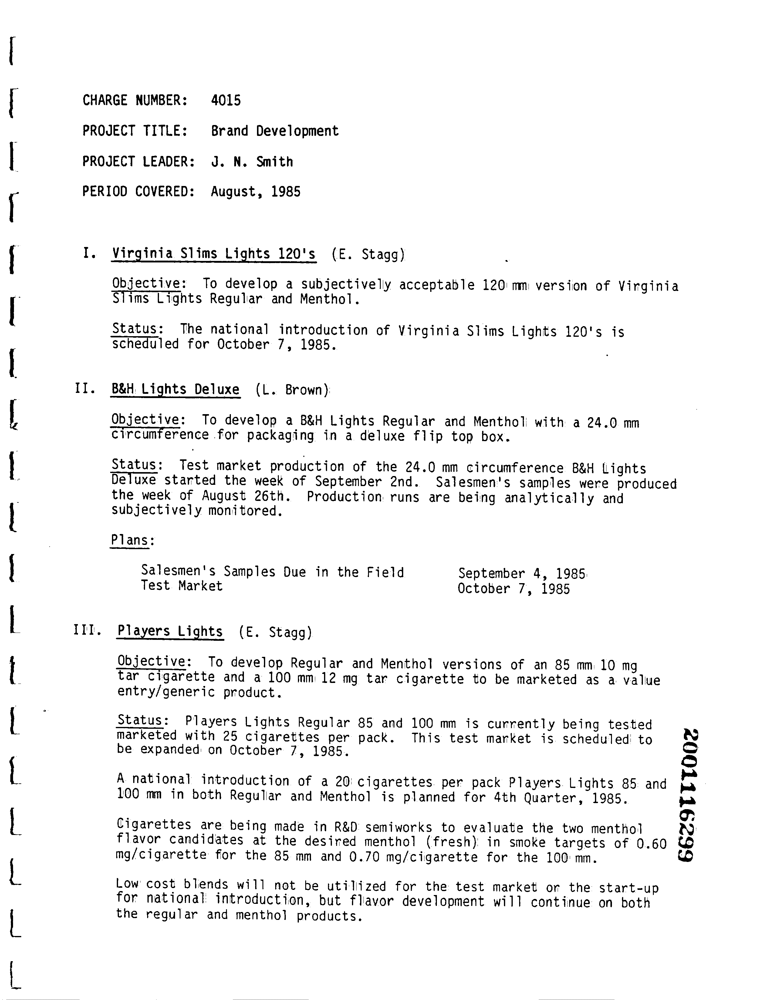 CHARGE NUMBER: 4015
PROJECT TITLE: Brand Development
PROJECT LEADER: J. N. Smith
PERIOD COVERED: August, 1985
I. Virginia Slims Lights 120's (E. Stagg)
Objective: To develop a subjectively acceptable 120 mm version of Virginia
Slims Lights Regular and Menthol.
Status: The national introduction of Virginia Slims Lights 120's is
scheduled for October 7, 1985.
II. B&H Lights Deluxe (L. Brown)
Objective: To develop a B&H Lights Regular and Menthol with a 24.0 mm
circumference for packaging in a deluxe flip top box.
Status: Test market production of the 24.0 mm circumference B&H Lights
Deluxe started the week of September 2nd. Salesmen's samples were produced
the week of August 26th. Production runs are being analytically and
subjectively monitored.
Plans:
Salesmen's Samples Due in the Field September 4, 1985
Test Market October 7, 1985
III. Players Lights (E. Stagg)
Objective: To develop Regular and Menthol versions of an 85 mm 10 mg
tar cigarette and a 100 mm 12 mg tar cigarette to be marketed as a value
entry/generic product.
Status: Players Lights Regular 85 and 100 mm is currently being tested
marketed with 25 cigarettes per pack. This test market is scheduled to
be expanded on October 7, 1985.
A national introduction of a 20 cigarettes per pack Players Lights 85 and
100 mm in both Regular and Menthol is planned for 4th Quarter, 1985.
Cigarettes are being made in R&D semiworks to evaluate the two menthol
flavor candidates at the desired menthol (fresh) in smoke targets of 0.60
mg/cigarette for the 85 mm and 0.70 mg/cigarette for the 100 mm.
Low cost blends will not be utilized for the test market or the start-up
for national introduction, but flavor development will continue on both
the regular and menthol products.
2001116299